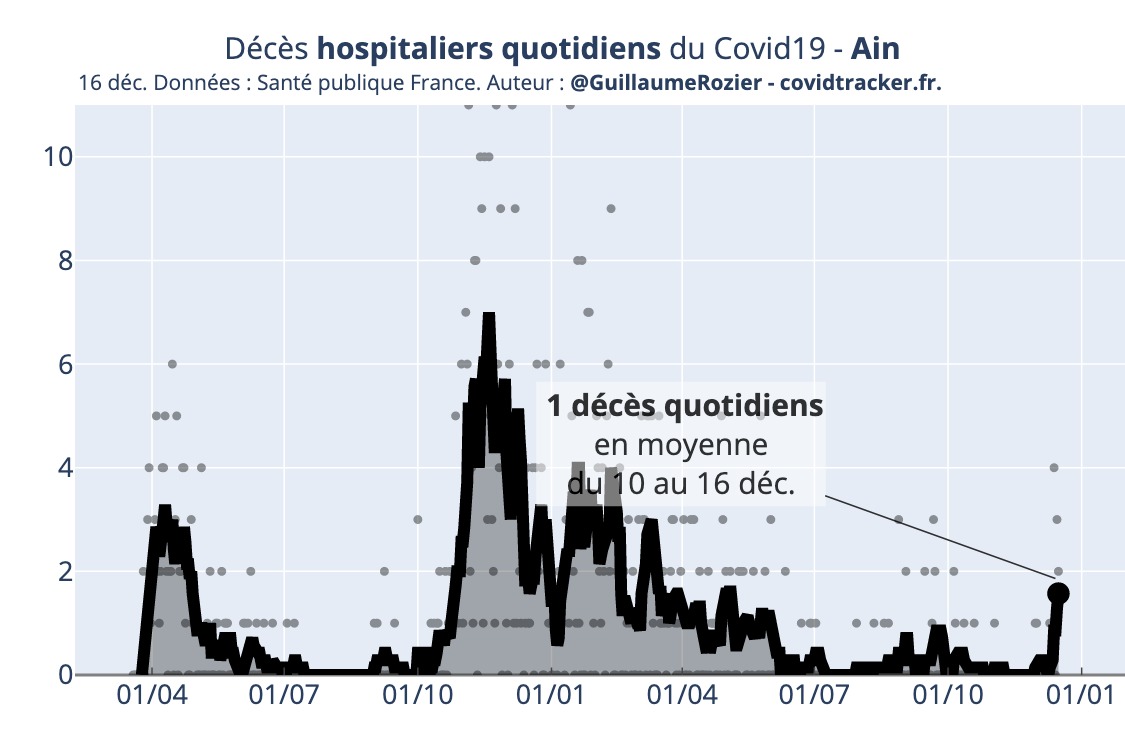 Décès hospitaliers quotidiens du Covid19 - Ain
16 déc. Données : Santé publique France. Auteur : @GuillaumeRozier - covidtracker.fr.
10
8
6
4
2
0
1 décès quotidiens
en moyenne
du 10 au 16 déc.
01/04 01/07 01/10 01/01 01/04 01/07 01/10 01/01